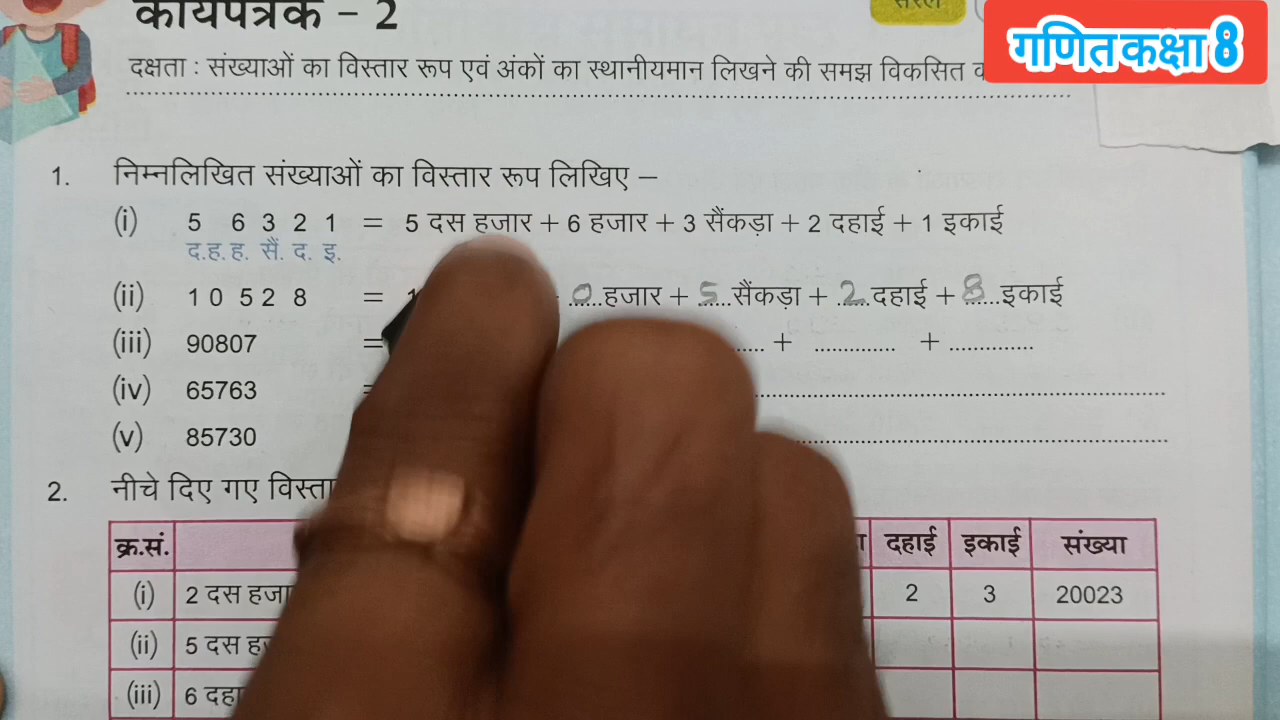 कार्यपत्रक – 2
सरल
गणित कक्षा 8
दक्षता : संख्याओं का विस्तार रूप एवं अंकों का स्थानीयमान लिखने की समझ विकसित
1. निम्नलिखित संख्याओं का विस्तार रूप लिखिए –
(i) 5 6 3 2 1 = 5 दस हजार + 6 हजार + 3 सैंकड़ा + 2 दहाई + 1 इकाई
द.ह. ह. सैं. द. इ.
(ii) 1 0 5 2 8 = 1 0 हजार + 5 सैंकड़ा + 2 दहाई + 8 इकाई
(iii) 90807 = + +
(iv) 65763 =
(v) 85730
2. नीचे दिए गए
क्र.सं. दहाई इकाई संख्या
(i) 2 दस 2 3 20023
(ii) 5 दस
(iii) 6